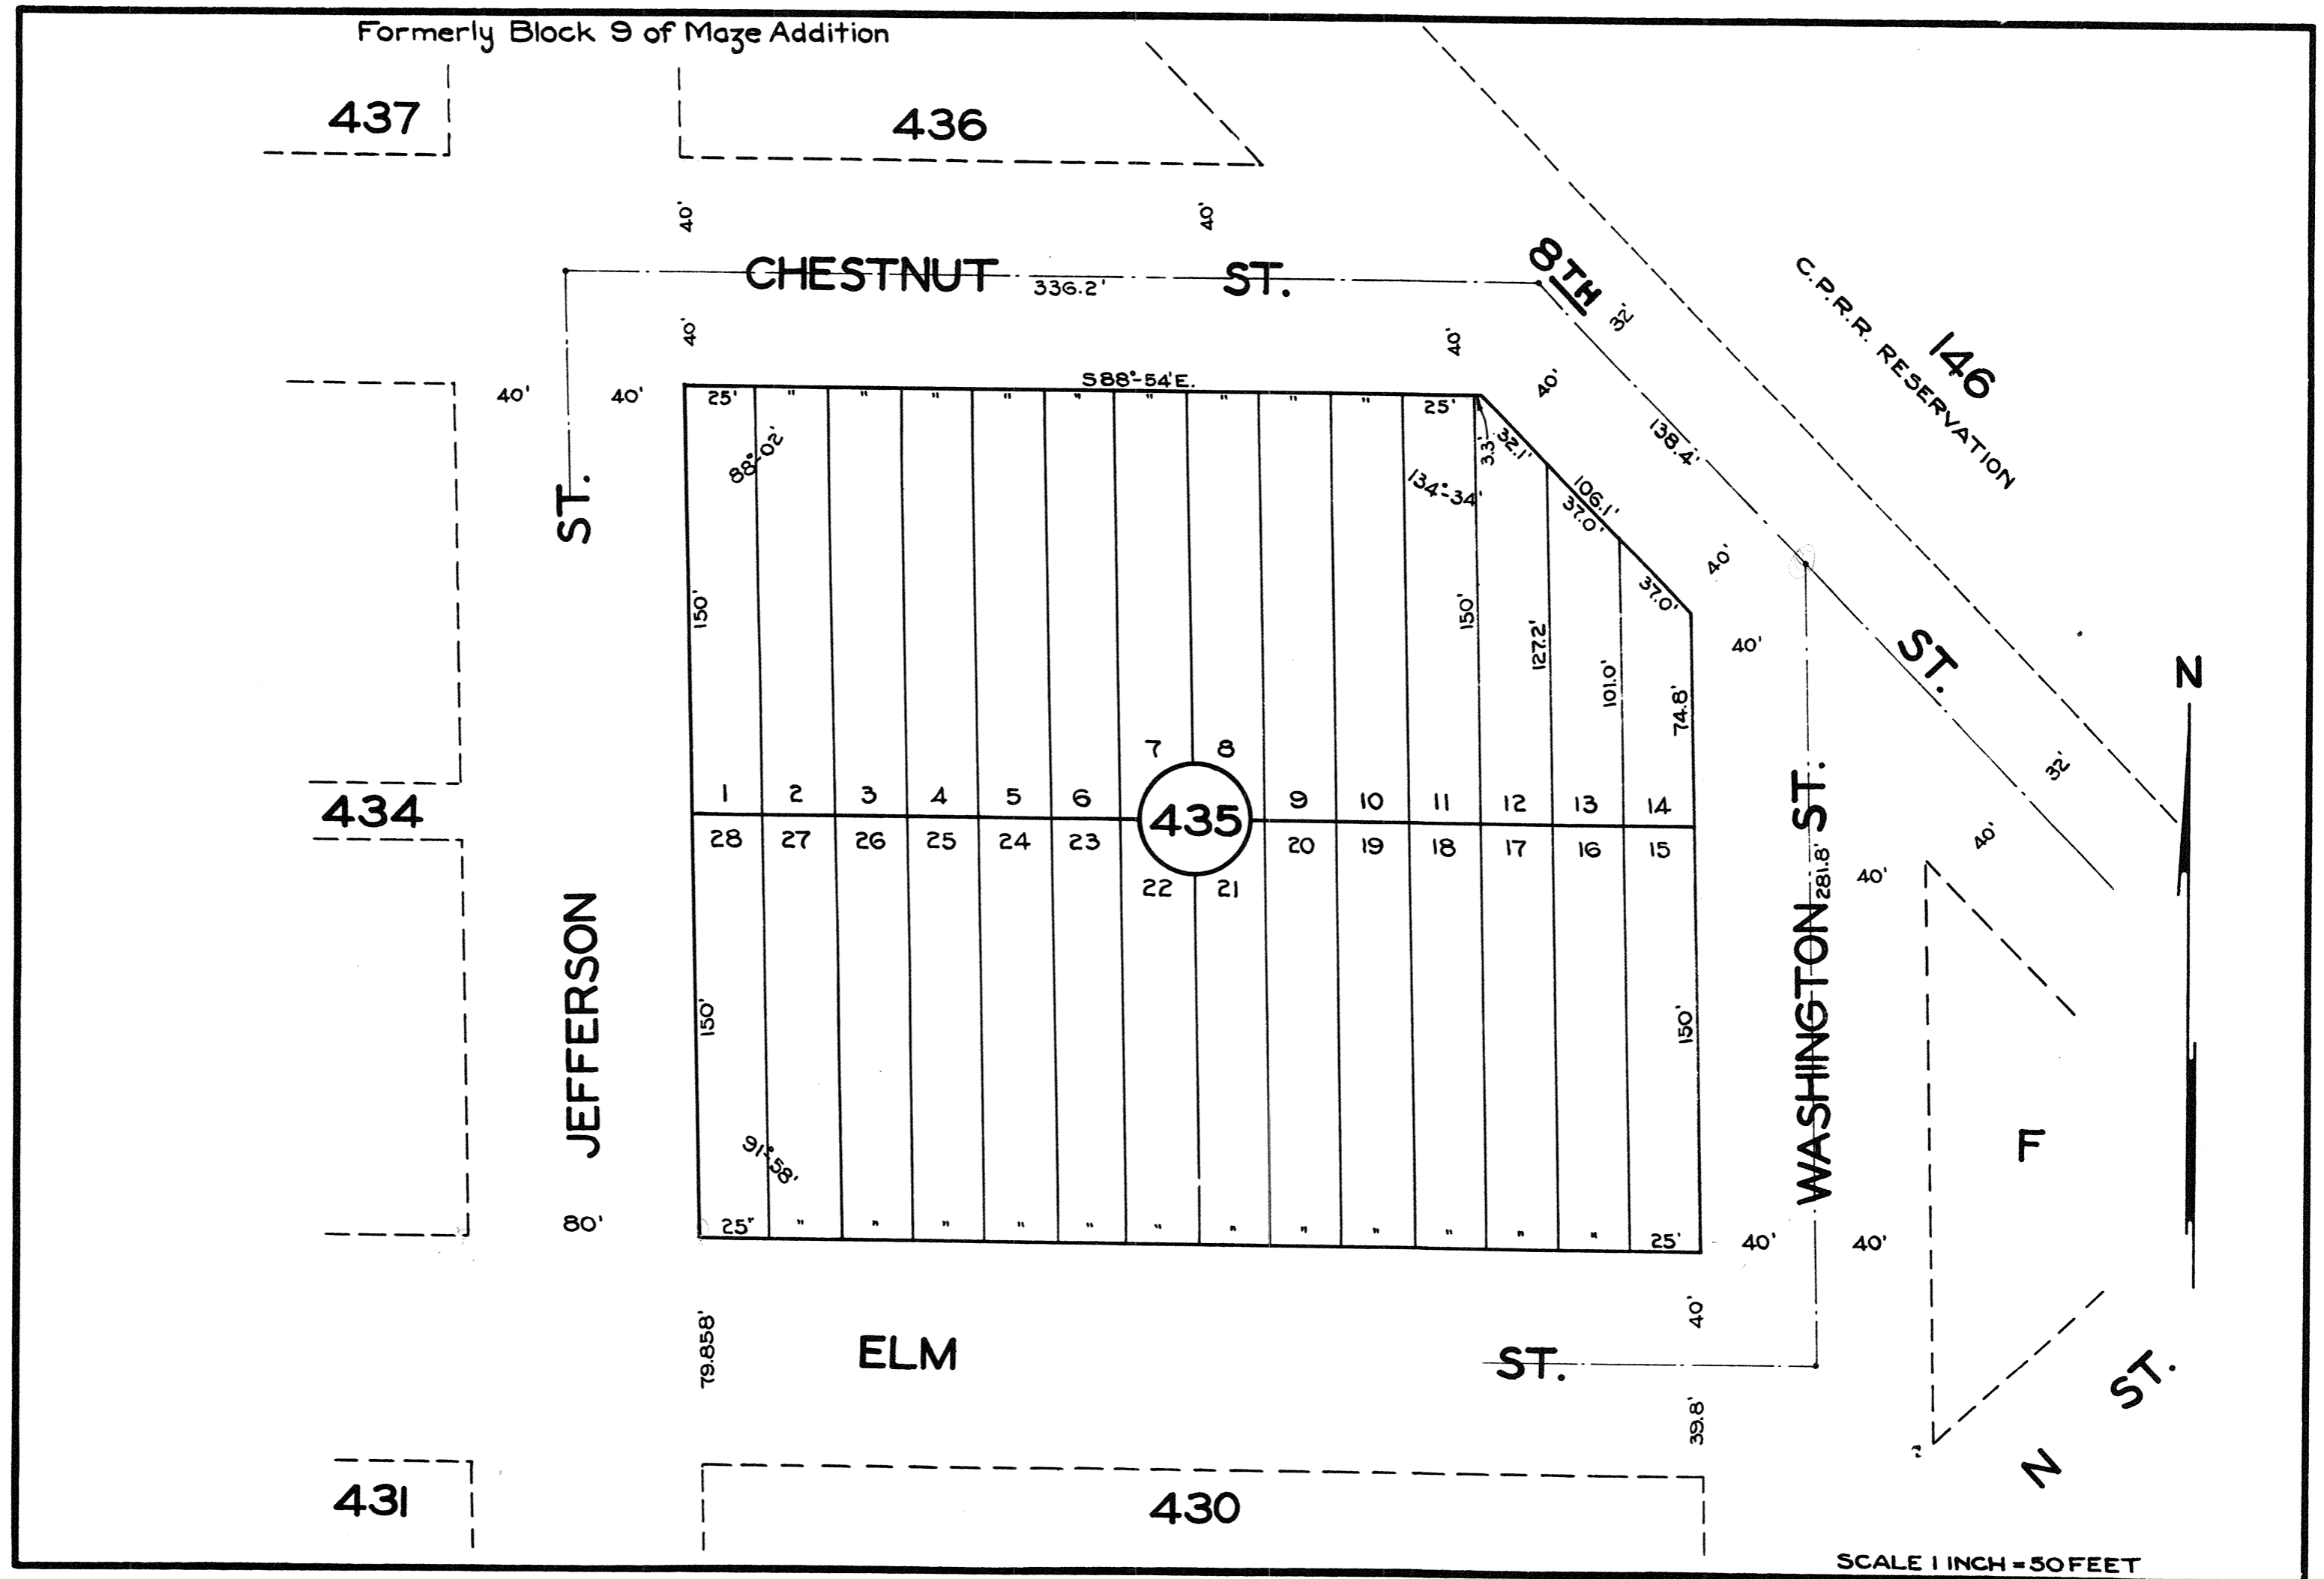 Formerly Block 9 of Maze Addition
437
436
40'
40'
CHESTNUT ST.
336.2'
8TH ST.
32'
C.P.R.R. RESERVATION
146
40'
40'
40'
40'
40'
138.4'
S 88°-54' E.
25' " " " " " " " " " 25'
3.3'
32.1'
88°-02'
134°-34'
106.1'
37.0'
37.0'
40'
40'
150'
150'
127.2'
101.0'
74.8'
N
32'
40'
7 8
1 2 3 4 5 6 9 10 11 12 13 14
435
434
28 27 26 25 24 23 20 19 18 17 16 15
22 21
JEFFERSON ST.
WASHINGTON ST.
281.8'
40'
150'
150'
91°-58'
F
80'
25' " " " " " " " " " " " " 25'
40'
40'
79.858'
40'
ELM ST.
39.8'
N ST.
431
430
SCALE 1 INCH = 50 FEET